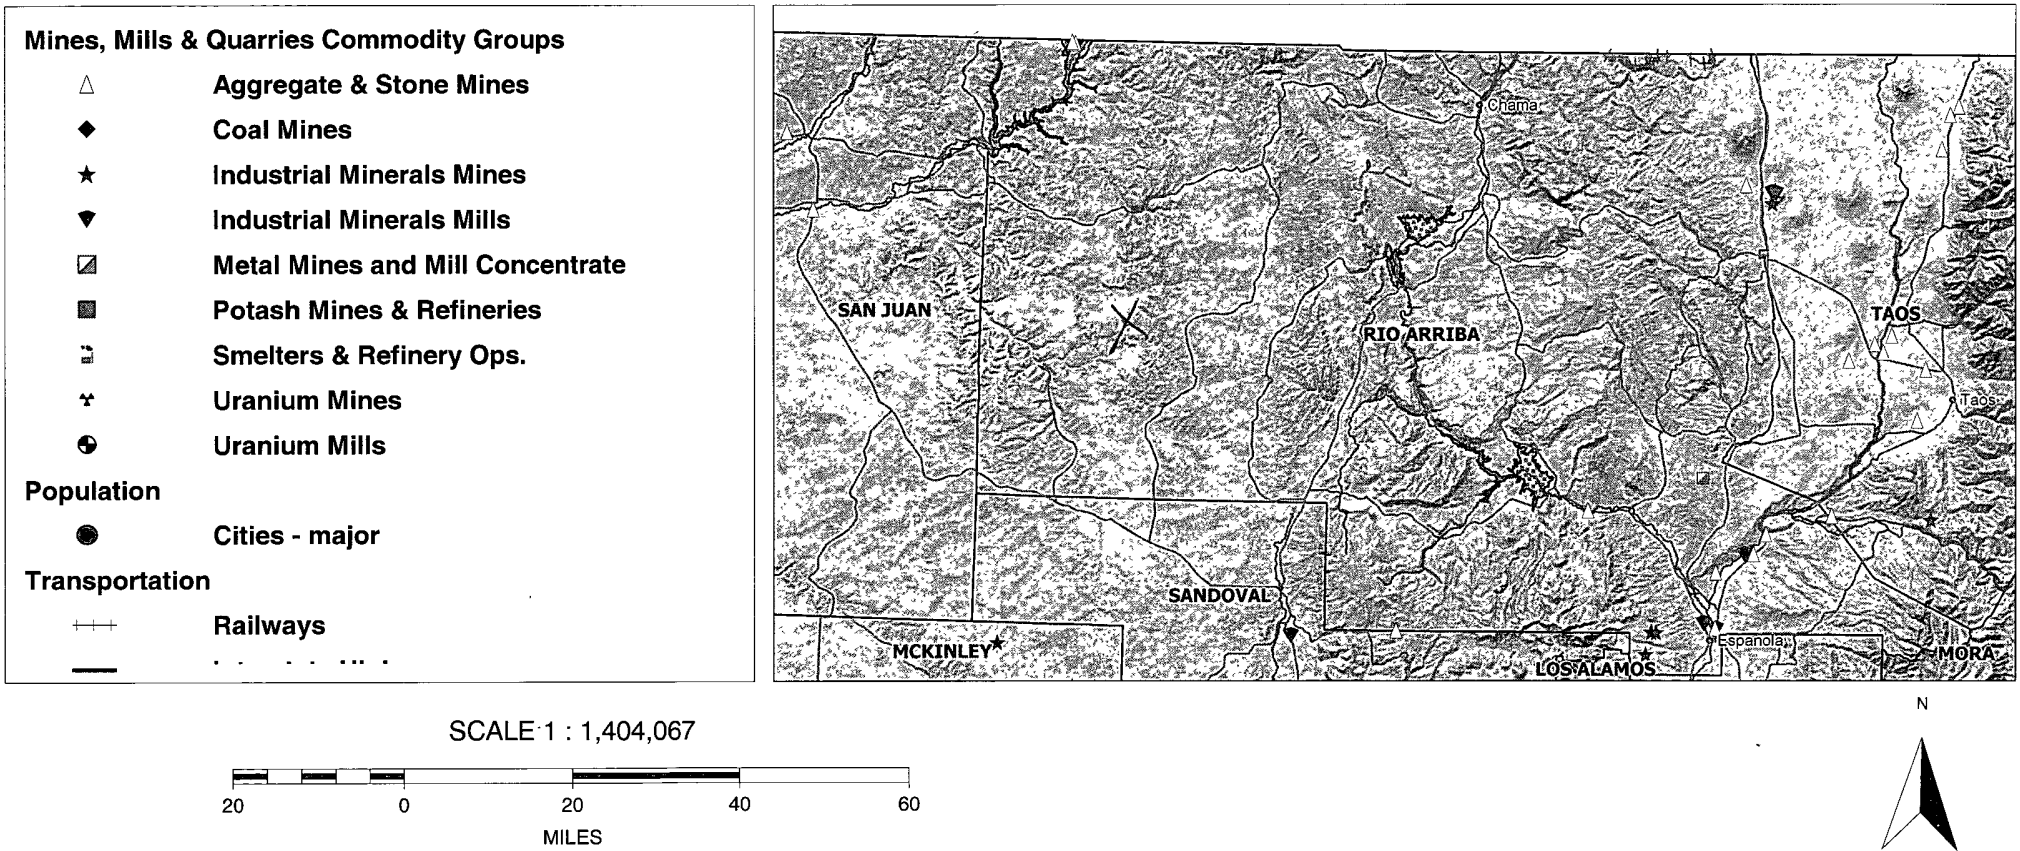 Mines, Mills & Quarries Commodity Groups
Aggregate & Stone Mines
Coal Mines
Industrial Minerals Mines
Industrial Minerals Mills
Metal Mines and Mill Concentrate
Potash Mines & Refineries
Smelters & Refinery Ops.
Uranium Mines
Uranium Mills
Population
Cities - major
Transportation
Railways
Chama
SAN JUAN
RIO ARRIBA
TAOS
Taos
SANDOVAL
MCKINLEY
LOS ALAMOS
Espanola
MORA
SCALE 1 : 1,404,067
20 0 20 40 60
MILES
N